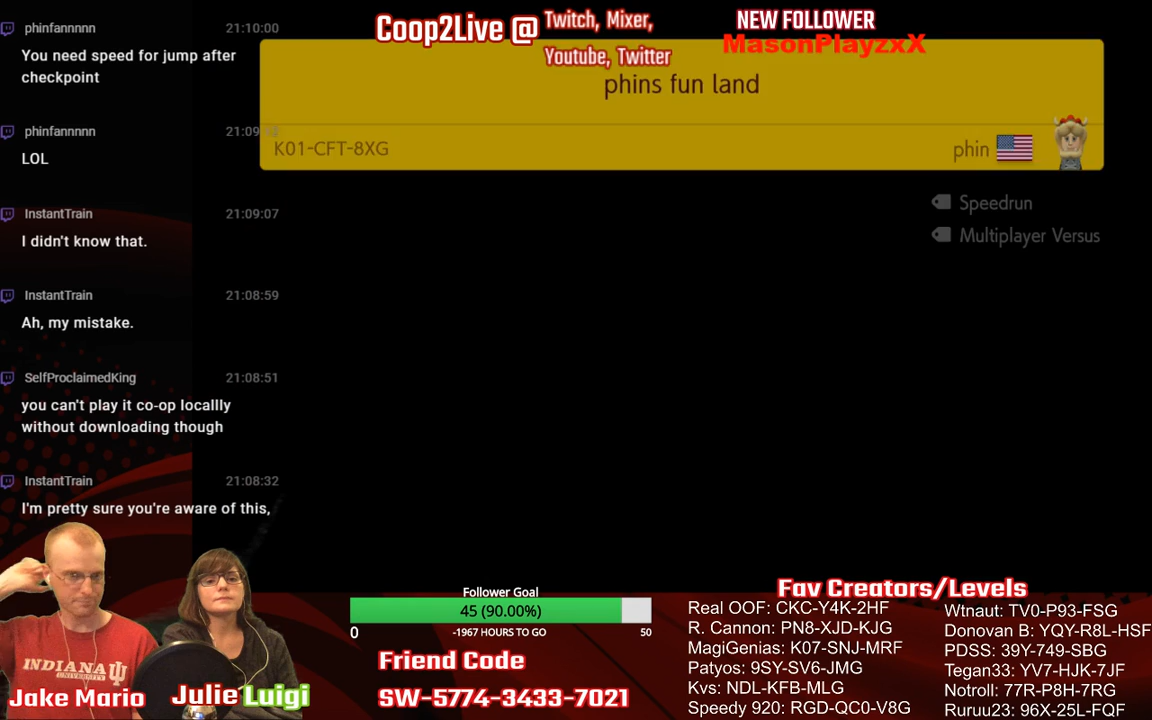 phinfannnnn 21:10:00
You need speed for jump after
checkpoint
phinfannnnn 21:09
LOL
InstantTrain 21:09:07
I didn't know that.
InstantTrain 21:08:59
Ah, my mistake.
SelfProclaimedKing 21:08:51
you can't play it co-op locallly
without downloading though
InstantTrain 21:08:32
I'm pretty sure you're aware of this,
Coop2Live @ Twitch, Mixer,
Youtube, Twitter
NEW FOLLOWER
MasonPlayzxX
phins fun land
K01-CFT-8XG
phin
Speedrun
Multiplayer Versus
INDIANA
UNIVERSITY
Jake Mario
Julie Luigi
Follower Goal
45 (90.00%)
0 -1967 HOURS TO GO 50
Friend Code
SW-5774-3433-7021
Fav Creators/Levels
Real OOF: CKC-Y4K-2HF
R. Cannon: PN8-XJD-KJG
MagiGenias: K07-SNJ-MRF
Patyos: 9SY-SV6-JMG
Kvs: NDL-KFB-MLG
Speedy 920: RGD-QC0-V8G
Wtnaut: TV0-P93-FSG
Donovan B: YQY-R8L-HSF
PDSS: 39Y-749-SBG
Tegan33: YV7-HJK-7JF
Notroll: 77R-P8H-7RG
Ruruu23: 96X-25L-FQF